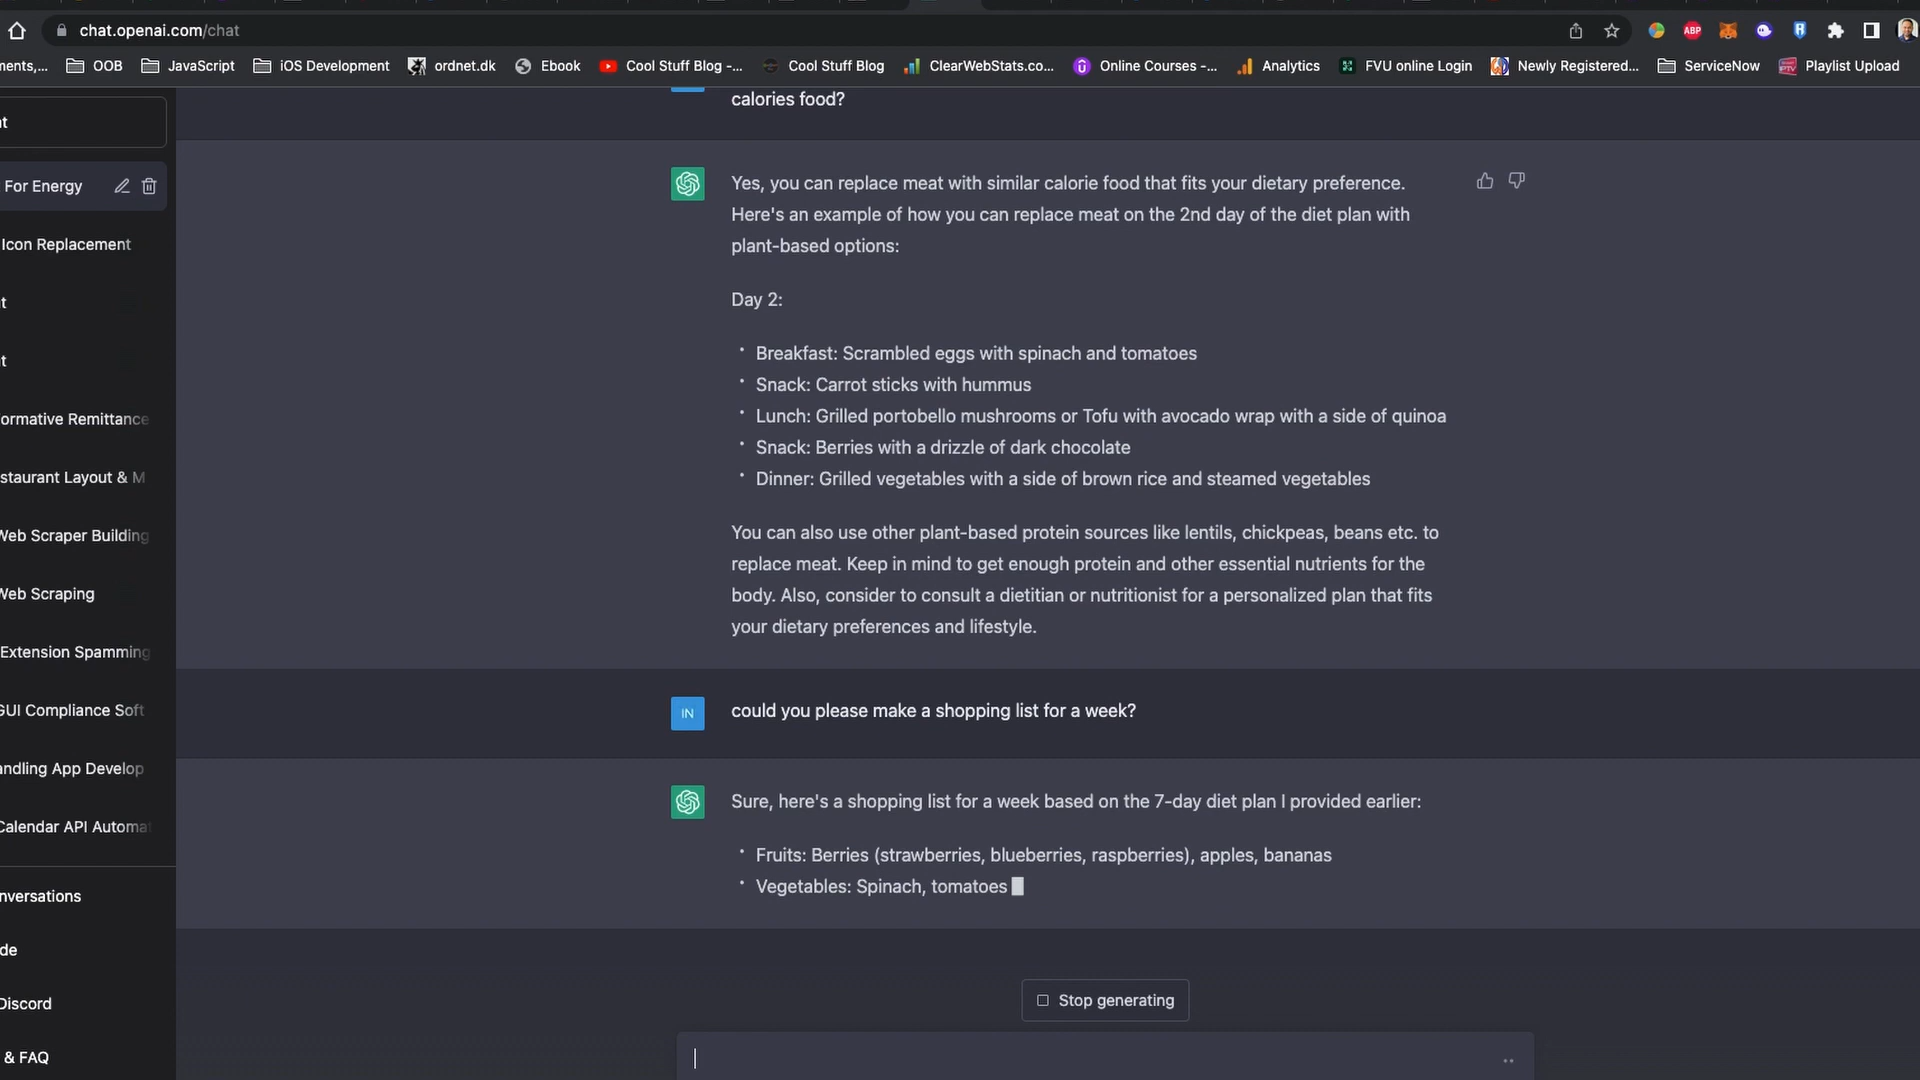 chat.openai.com/chat
ABP
ments,... OOB JavaScript iOS Development ordnet.dk Ebook Cool Stuff Blog -... Cool Stuff Blog ClearWebStats.co... Online Courses -... Analytics FVU online Login Newly Registered... ServiceNow Playlist Upload
calories food?
t
For Energy
Icon Replacement
t
t
ormative Remittance
staurant Layout & M
Web Scraper Building
Web Scraping
Extension Spamming
GUI Compliance Soft
andling App Develop
Calendar API Automa
nversations
de
Discord
& FAQ
Yes, you can replace meat with similar calorie food that fits your dietary preference.
Here's an example of how you can replace meat on the 2nd day of the diet plan with
plant-based options:
Day 2:
• Breakfast: Scrambled eggs with spinach and tomatoes
• Snack: Carrot sticks with hummus
• Lunch: Grilled portobello mushrooms or Tofu with avocado wrap with a side of quinoa
• Snack: Berries with a drizzle of dark chocolate
• Dinner: Grilled vegetables with a side of brown rice and steamed vegetables
You can also use other plant-based protein sources like lentils, chickpeas, beans etc. to
replace meat. Keep in mind to get enough protein and other essential nutrients for the
body. Also, consider to consult a dietitian or nutritionist for a personalized plan that fits
your dietary preferences and lifestyle.
IN
could you please make a shopping list for a week?
Sure, here's a shopping list for a week based on the 7-day diet plan I provided earlier:
• Fruits: Berries (strawberries, blueberries, raspberries), apples, bananas
• Vegetables: Spinach, tomatoes
Stop generating